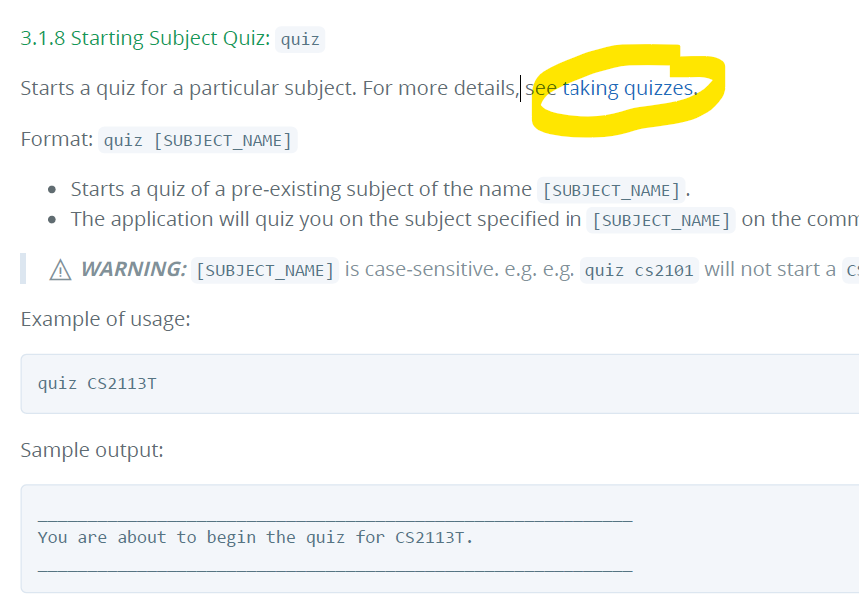 3.1.8 Starting Subject Quiz: quiz
Starts a quiz for a particular subject. For more details, see taking quizzes.
Format: quiz [SUBJECT_NAME]
Starts a quiz of a pre-existing subject of the name [SUBJECT_NAME].
The application will quiz you on the subject specified in [SUBJECT_NAME] on the
WARNING: [SUBJECT_NAME] is case-sensitive. e.g. e.g. quiz cs2101 will not start a
Example of usage:
quiz CS2113T
Sample output:
You are about to begin the quiz for CS2113T.